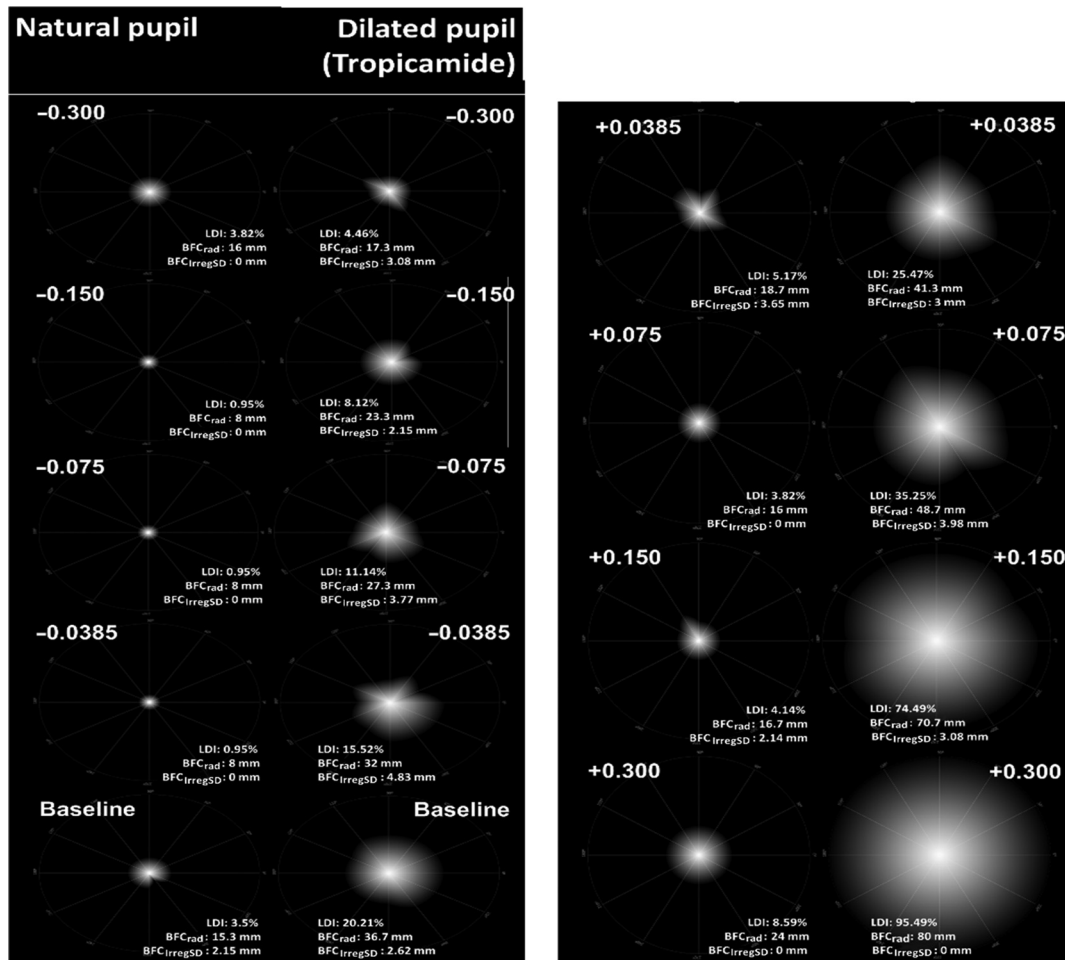 Natural pupil
Dilated pupil
(Tropicamide)
−0.300
−0.300
LDI: 3.82%
BFCrad: 16 mm
BFCIrregSD: 0 mm
LDI: 4.46%
BFCrad: 17.3 mm
BFCIrregSD: 3.08 mm
−0.150
−0.150
LDI: 0.95%
BFCrad: 8 mm
BFCIrregSD: 0 mm
LDI: 8.12%
BFCrad: 23.3 mm
BFCIrregSD: 2.15 mm
−0.075
−0.075
LDI: 0.95%
BFCrad: 8 mm
BFCIrregSD: 0 mm
LDI: 11.14%
BFCrad: 27.3 mm
BFCIrregSD: 3.77 mm
−0.0385
−0.0385
LDI: 0.95%
BFCrad: 8 mm
BFCIrregSD: 0 mm
LDI: 15.52%
BFCrad: 32 mm
BFCIrregSD: 4.83 mm
Baseline
Baseline
LDI: 3.5%
BFCrad: 15.3 mm
BFCIrregSD: 2.15 mm
LDI: 20.21%
BFCrad: 36.7 mm
BFCIrregSD: 2.62 mm
+0.0385
+0.0385
LDI: 5.17%
BFCrad: 18.7 mm
BFCIrregSD: 3.65 mm
LDI: 25.47%
BFCrad: 41.3 mm
BFCIrregSD: 3 mm
+0.075
+0.075
LDI: 3.82%
BFCrad: 16 mm
BFCIrregSD: 0 mm
LDI: 35.25%
BFCrad: 48.7 mm
BFCIrregSD: 3.98 mm
+0.150
+0.150
LDI: 4.14%
BFCrad: 16.7 mm
BFCIrregSD: 2.14 mm
LDI: 74.49%
BFCrad: 70.7 mm
BFCIrregSD: 3.08 mm
+0.300
+0.300
LDI: 8.59%
BFCrad: 24 mm
BFCIrregSD: 0 mm
LDI: 95.49%
BFCrad: 80 mm
BFCIrregSD: 0 mm